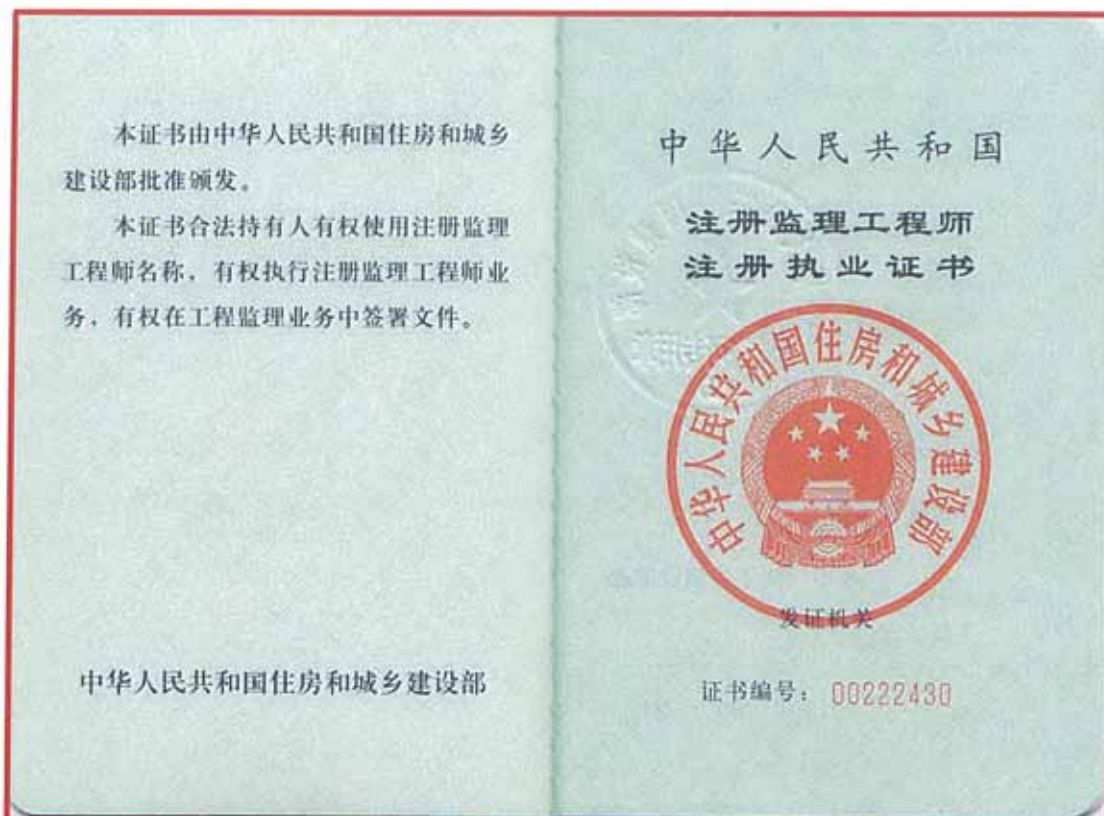 本证书由中华人民共和国住房和城乡
建设部批准颁发。
本证书合法持有人有权使用注册监理
工程师名称，有权执行注册监理工程师业
务，有权在工程监理业务中签署文件。
中华人民共和国住房和城乡建设部
中华人民共和国
注册监理工程师
注册执业证书
中华人民共和国住房和城乡建设部
发证机关
证书编号：00222430